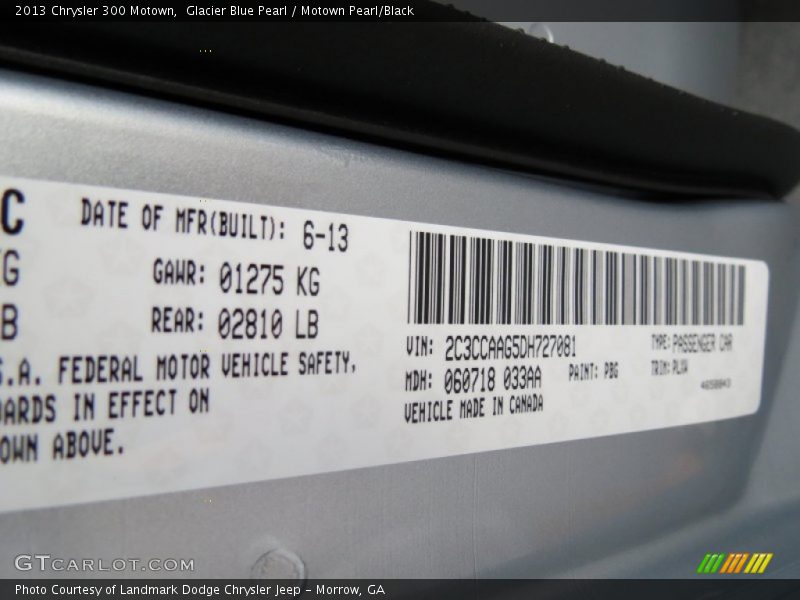 2013 Chrysler 300 Motown, Glacier Blue Pearl / Motown Pearl/Black
C
DATE OF MFR(BUILT): 6-13
KG GAWR: 01275 KG
B REAR: 02810 LB
S.A. FEDERAL MOTOR VEHICLE SAFETY,
DARDS IN EFFECT ON
OWN ABOVE.
VIN: 2C3CCAAG5DH727081 TYPE: PASSENGER CAR
MDH: 060718 033AA PAINT: PBG TRIM:
VEHICLE MADE IN CANADA
GTCARLOT.COM
Photo Courtesy of Landmark Dodge Chrysler Jeep – Morrow, GA